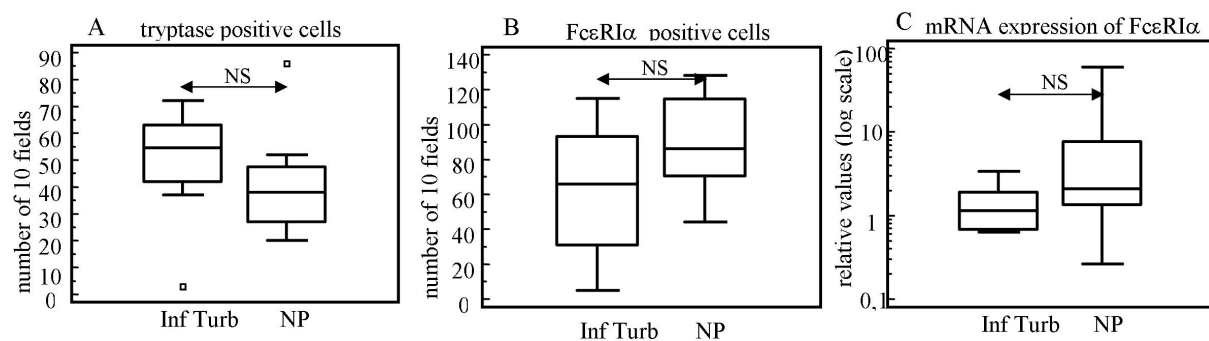 A tryptase positive cells
number of 10 fields
90
80
70
60
50
40
30
20
10
0
NS
Inf Turb NP
B FcεRIα positive cells
number of 10 fields
140
120
100
80
60
40
20
0
NS
Inf Turb NP
C mRNA expression of FcεRIα
relative values (log scale)
100
10
1
0,1
NS
Inf Turb NP